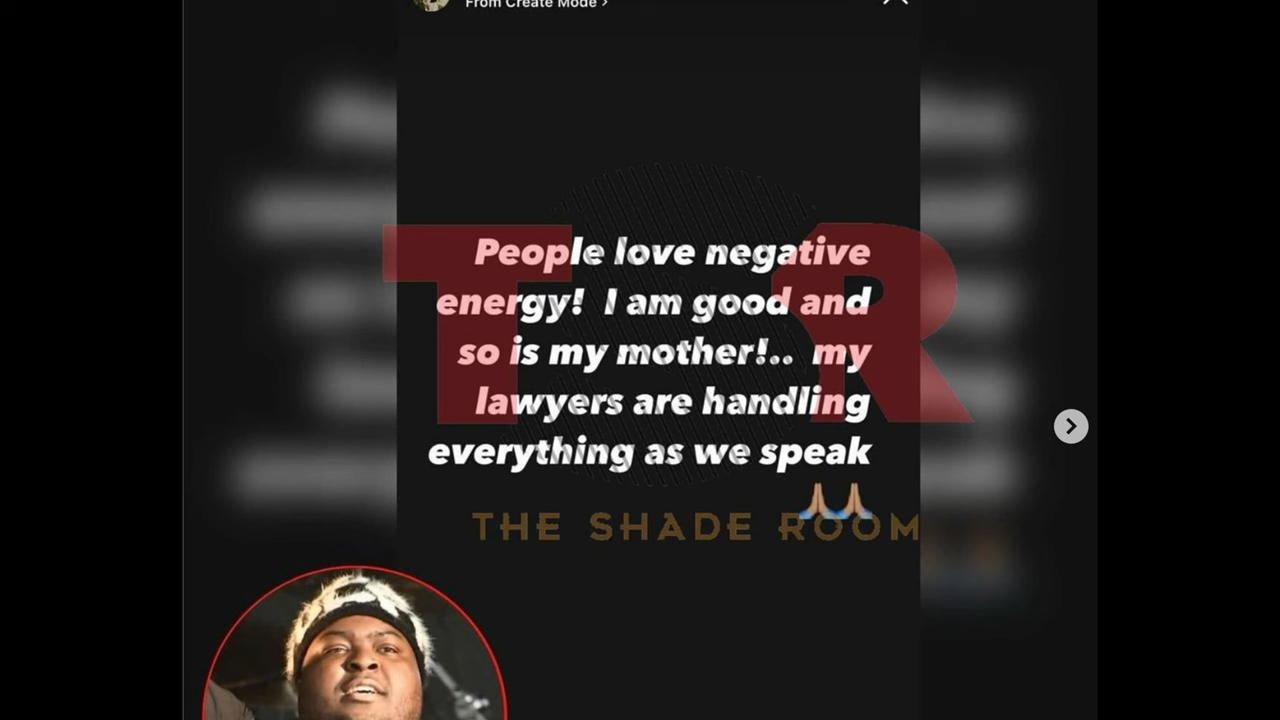 From Create Mode >
People love negative
energy! I am good and
so is my mother!.. my
lawyers are handling
everything as we speak
🙏🏽🙏🏽
TSR
THE SHADE ROOM